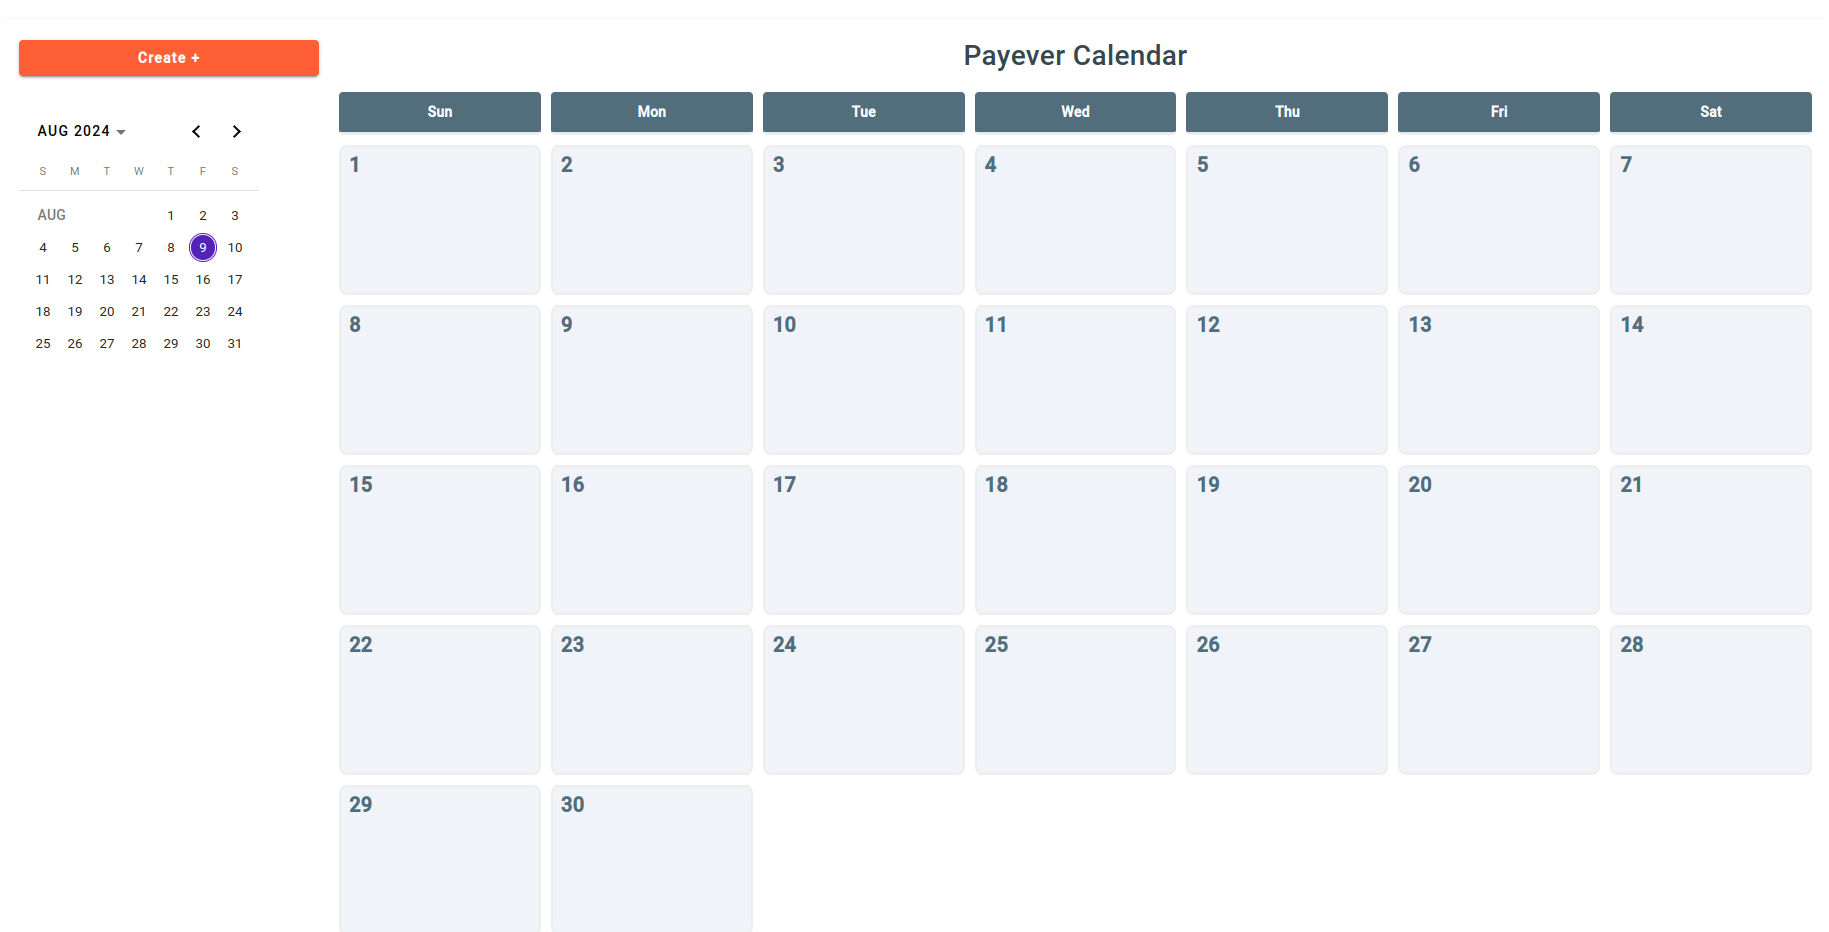 Create +
AUG 2024
S M T W T F S
AUG 1 2 3
4 5 6 7 8 9 10
11 12 13 14 15 16 17
18 19 20 21 22 23 24
25 26 27 28 29 30 31
Payever Calendar
Sun Mon Tue Wed Thu Fri Sat
1 2 3 4 5 6 7
8 9 10 11 12 13 14
15 16 17 18 19 20 21
22 23 24 25 26 27 28
29 30